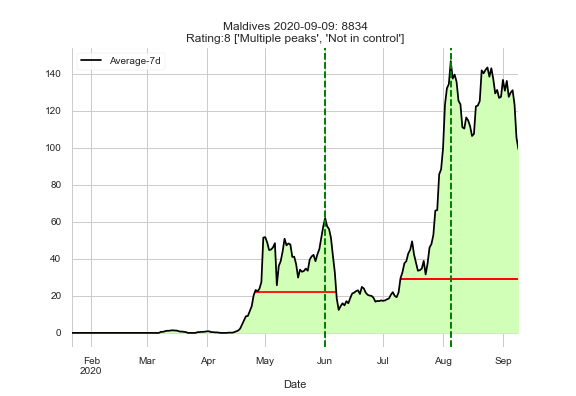 Maldives 2020-09-09: 8834
Rating:8 ['Multiple peaks', 'Not in control']
Average-7d
140
120
100
80
60
40
20
0
Feb Mar Apr May Jun Jul Aug Sep
2020
Date